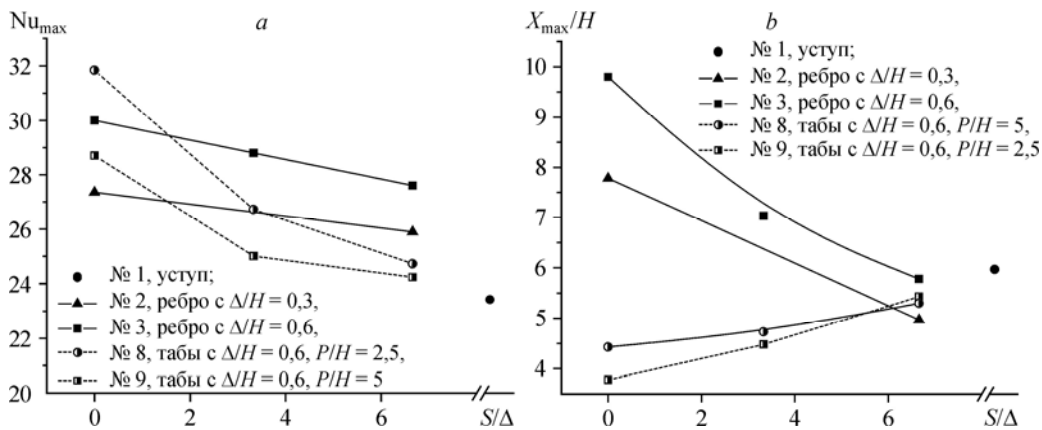 Nu_max
a
32
30
28
26
24
22
20
№ 1, уступ;
№ 2, ребро с Δ/H = 0,3,
№ 3, ребро с Δ/H = 0,6,
№ 8, табы с Δ/H = 0,6, P/H = 2,5,
№ 9, табы с Δ/H = 0,6, P/H = 5
0 2 4 6 S/Δ
X_max/H
b
10
9
8
7
6
5
4
№ 1, уступ;
№ 2, ребро с Δ/H = 0,3,
№ 3, ребро с Δ/H = 0,6,
№ 8, табы с Δ/H = 0,6, P/H = 5,
№ 9, табы с Δ/H = 0,6, P/H = 2,5
0 2 4 6 S/Δ